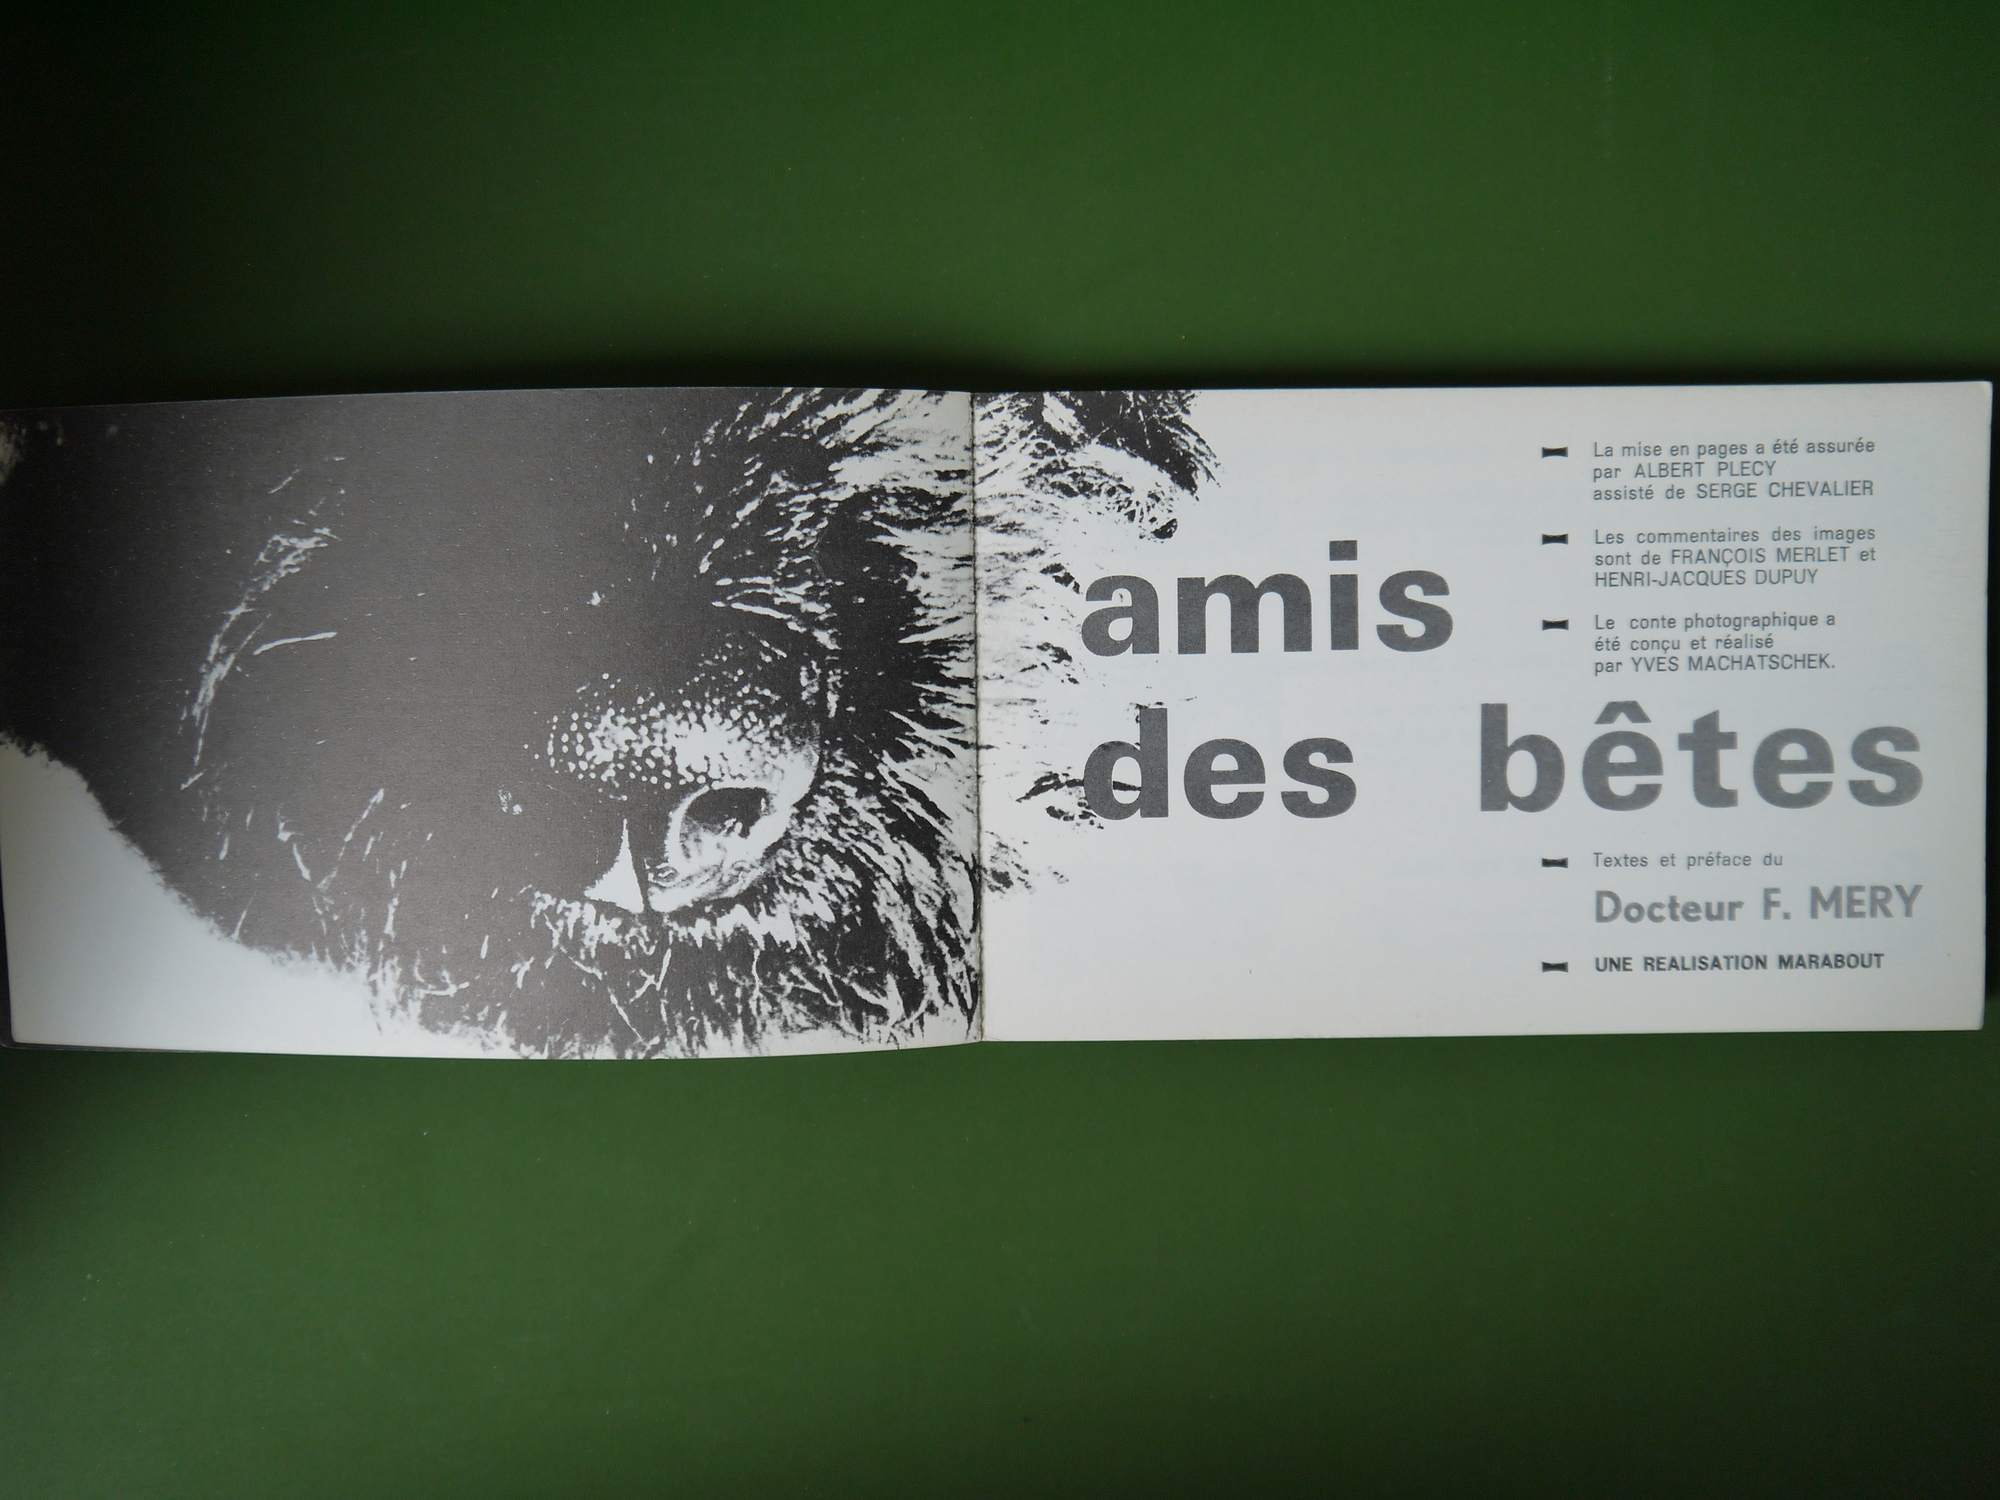 La mise en pages a été assurée
par ALBERT PLECY
assisté de SERGE CHEVALIER
Les commentaires des images
sont de FRANÇOIS MERLET et
HENRI-JACQUES DUPUY
Le conte photographique a
été conçu et réalisé
par YVES MACHATSCHEK.
amis
des bêtes
Textes et préface du
Docteur F. MERY
UNE REALISATION MARABOUT